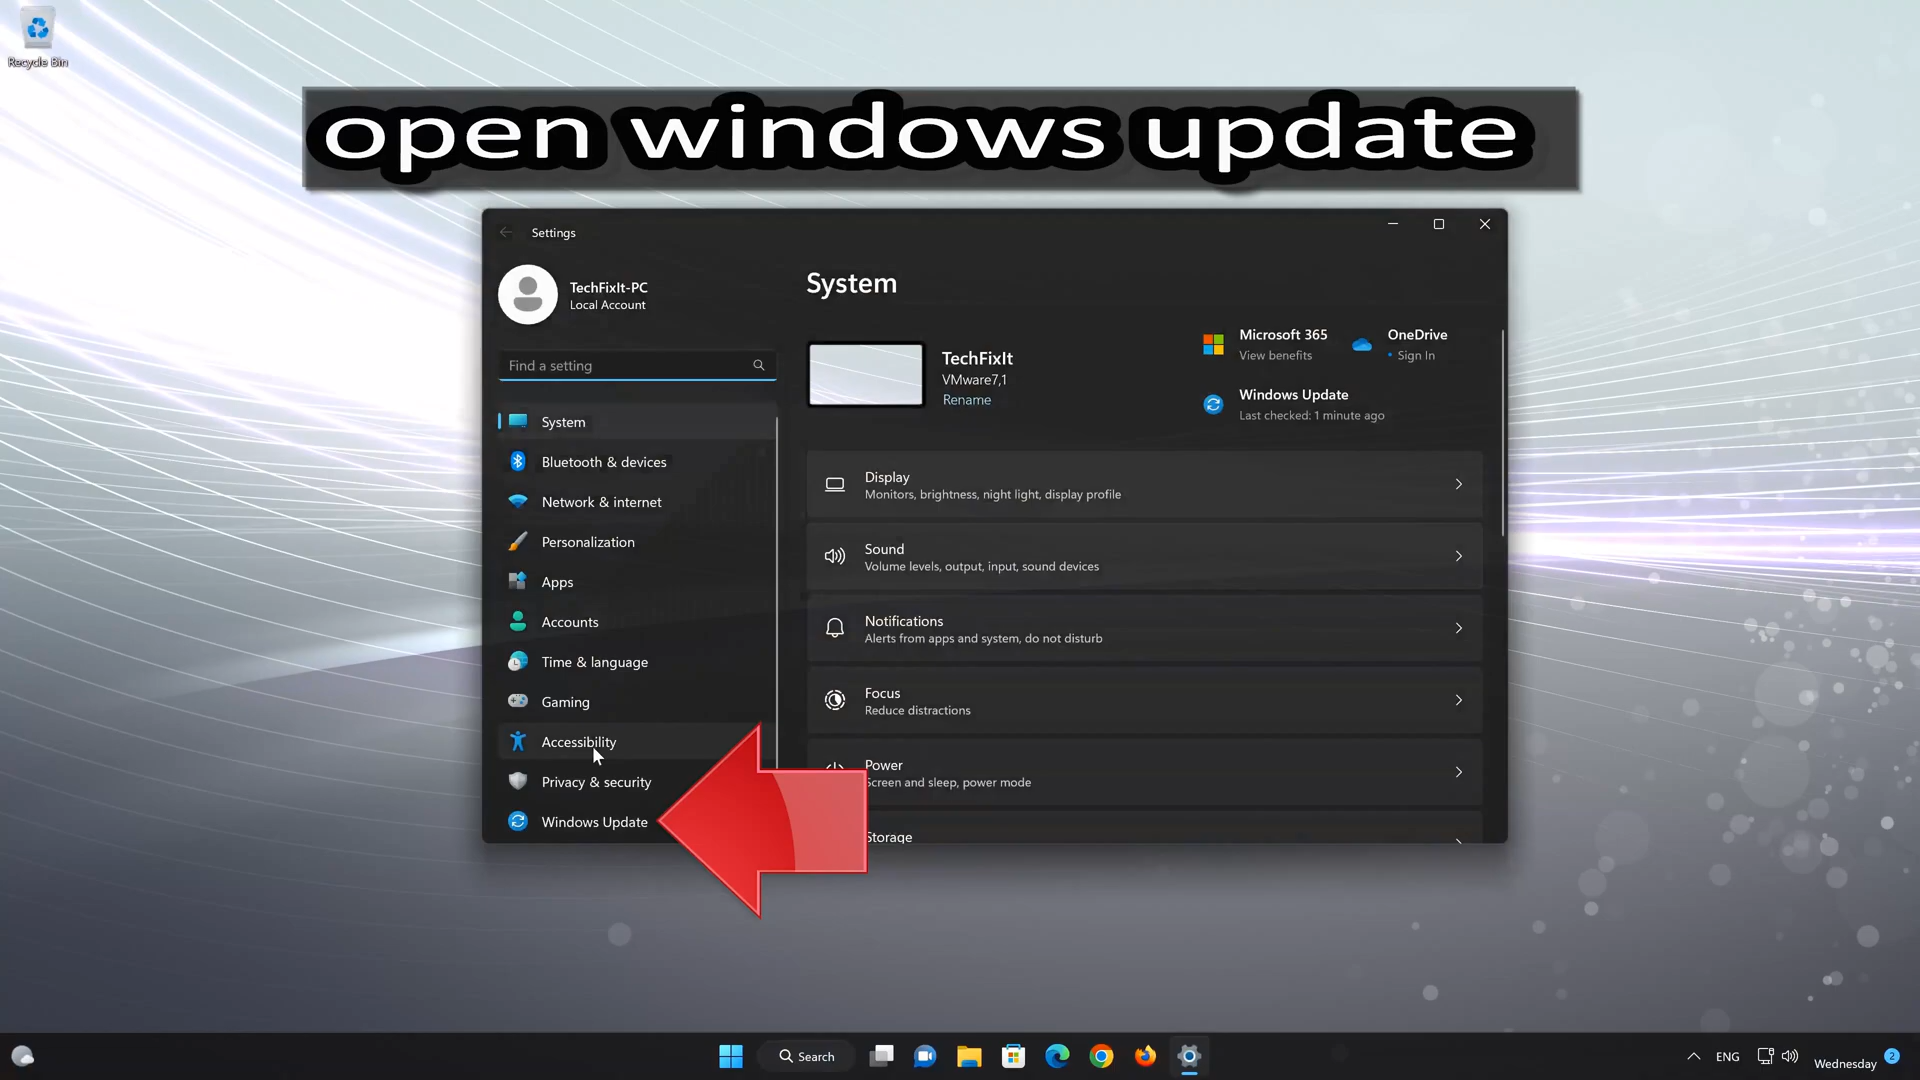 Recycle Bin
open windows update
Settings
TechFixIt-PC
Local Account
Find a setting
System
Bluetooth & devices
Network & internet
Personalization
Apps
Accounts
Time & language
Gaming
Accessibility
Privacy & security
Windows Update
System
TechFixIt
VMware7,1
Rename
Microsoft 365
View benefits
OneDrive
Sign In
Windows Update
Last checked: 1 minute ago
Display
Monitors, brightness, night light, display profile
Sound
Volume levels, output, input, sound devices
Notifications
Alerts from apps and system, do not disturb
Focus
Reduce distractions
Power
Screen and sleep, power mode
Storage
Search
ENG
Wednesday
2